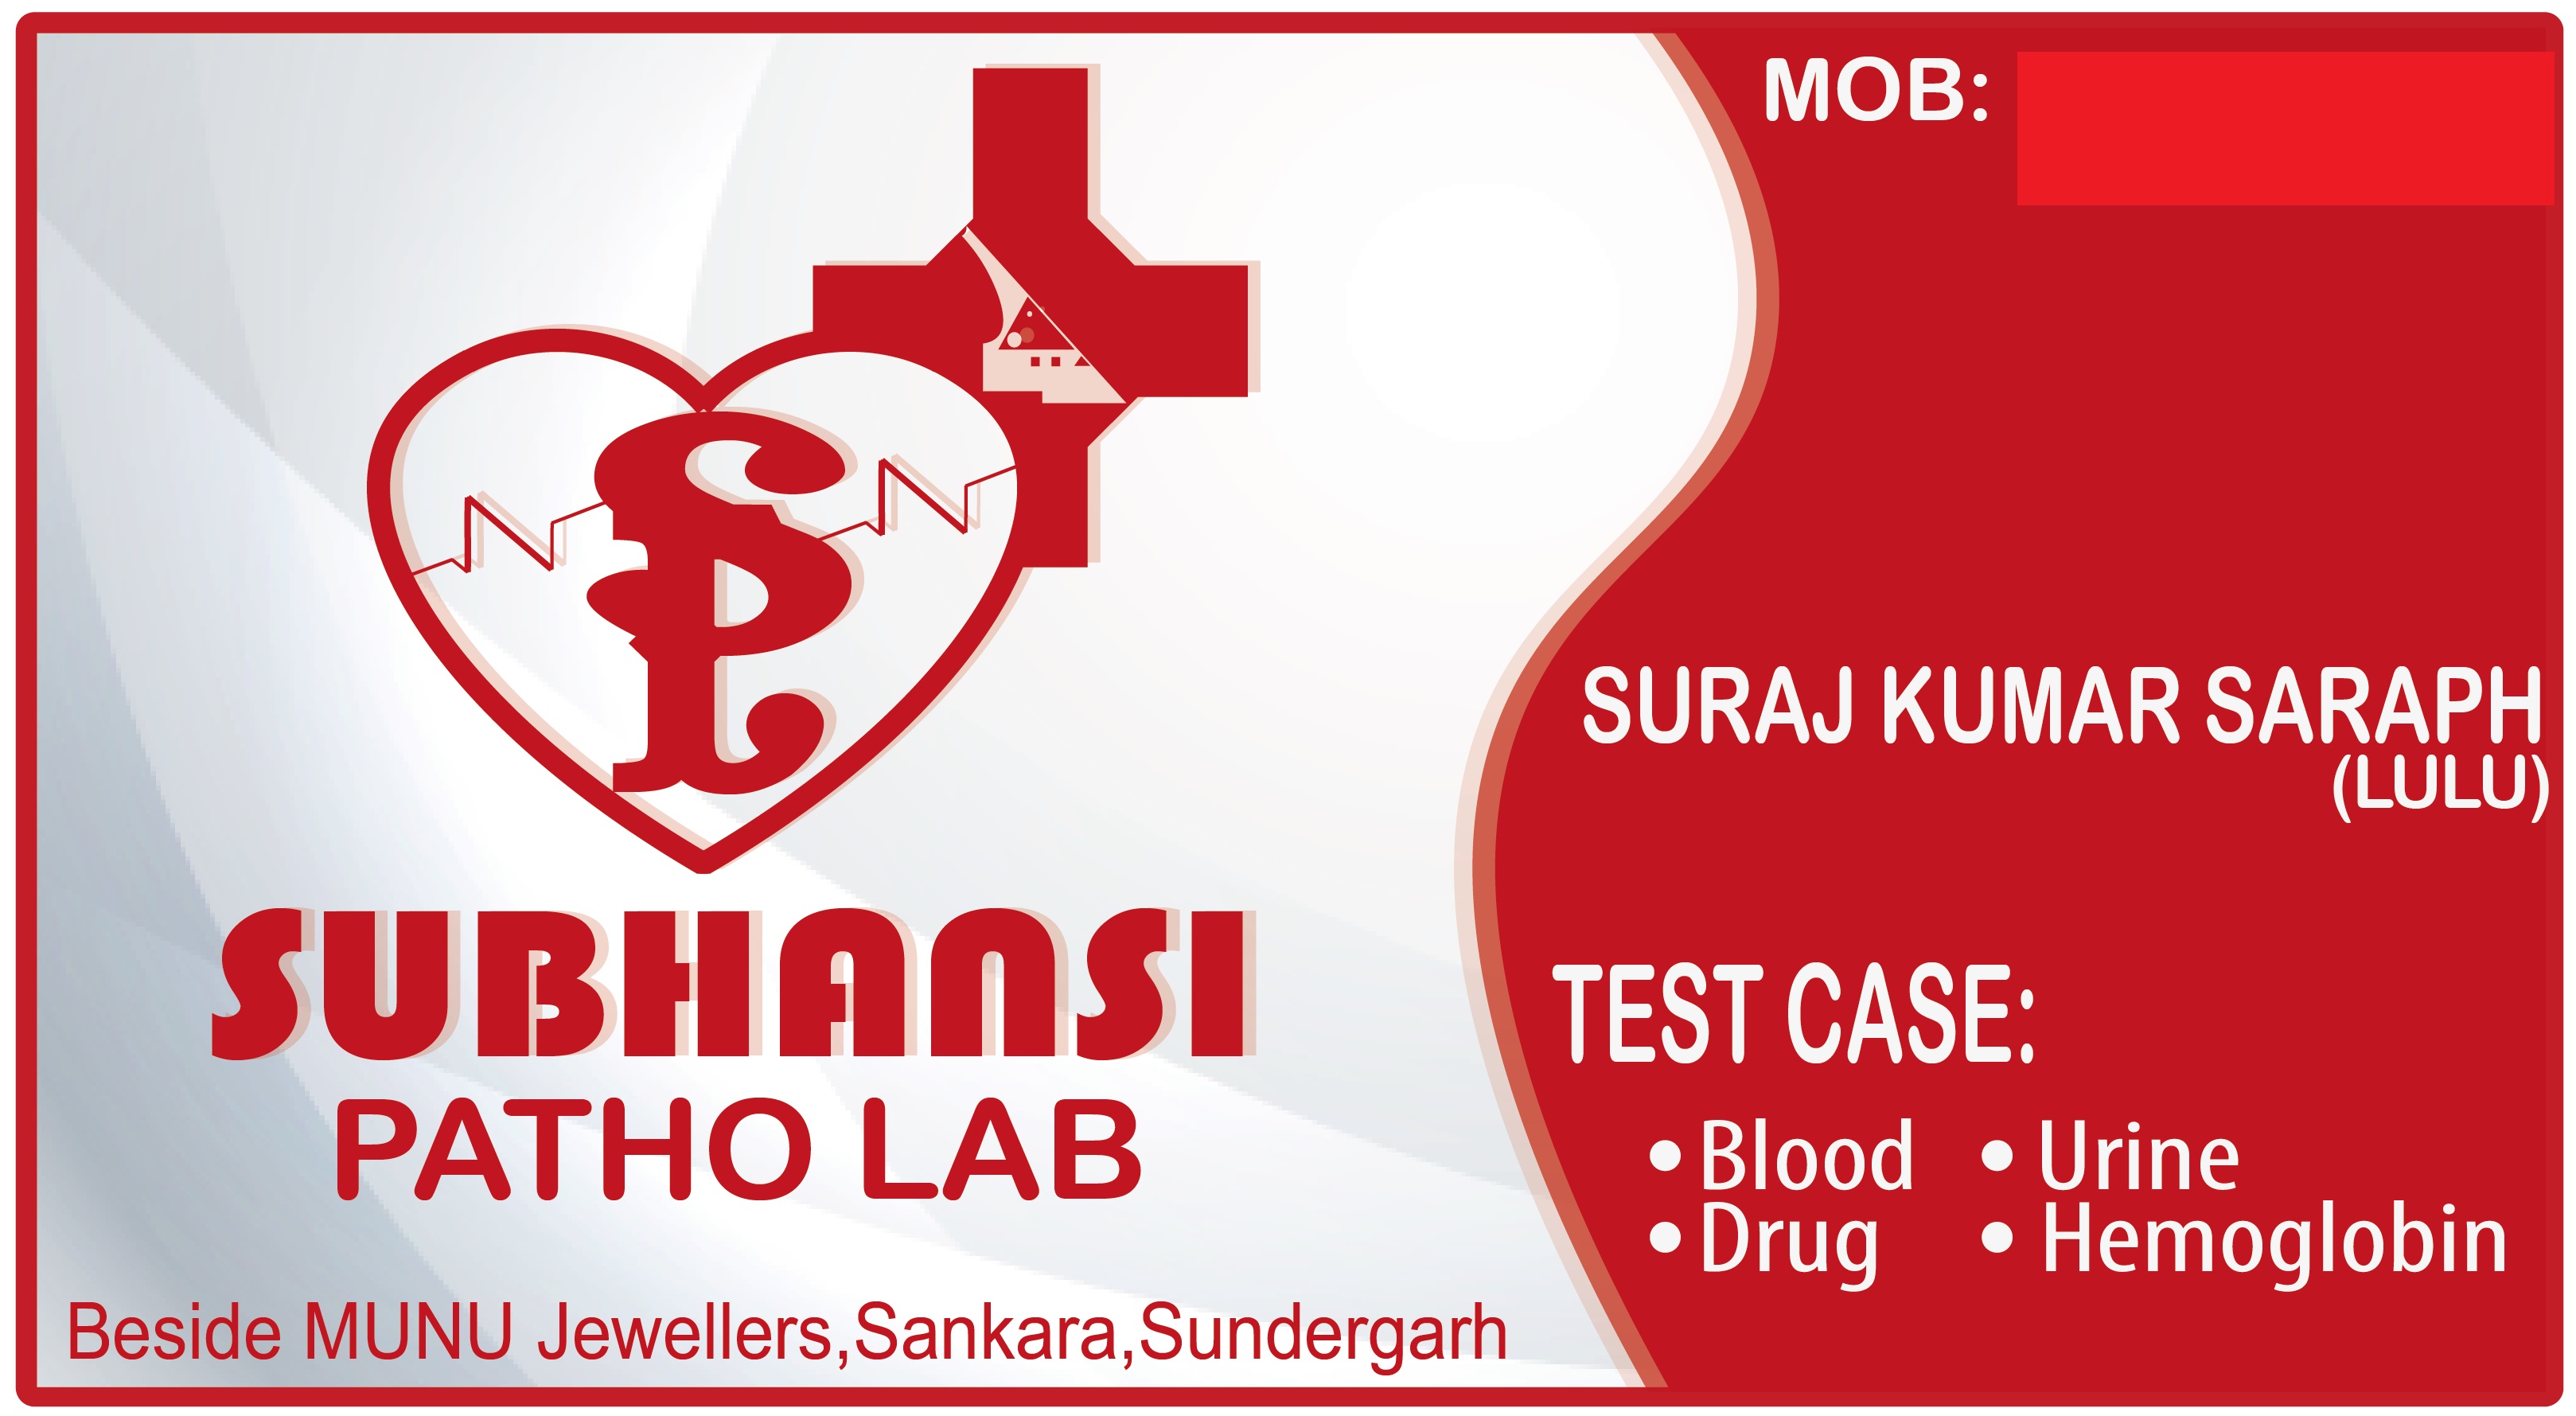 MOB:
SURAJ KUMAR SARAPH
(LULU)
SUBHANSI
PATHO LAB
Beside MUNU Jewellers,Sankara,Sundergarh
TEST CASE:
• Blood • Urine
• Drug • Hemoglobin